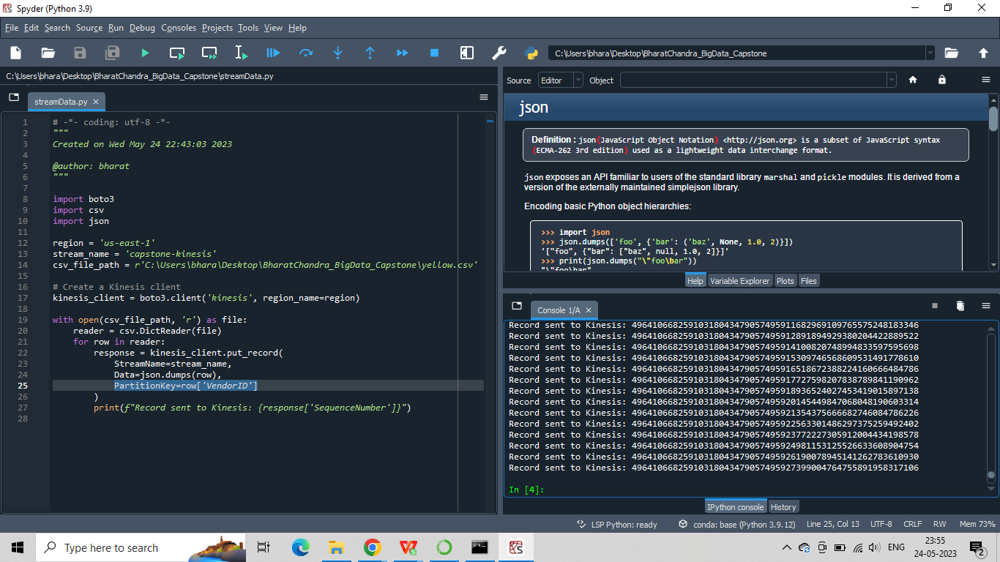 Spyder (Python 3.9)
File Edit Search Source Run Debug Consoles Projects Tools View Help
C:\Users\bhara\Desktop\BharatChandra_BigData_Capstone
C:\Users\bhara\Desktop\BharatChandra_BigData_Capstone\streamData.py
streamData.py
1 # -*- coding: utf-8 -*-
2 """
3 Created on Wed May 24 22:43:03 2023
4
5 @author: bharat
6 """
7
8 import boto3
9 import csv
10 import json
11
12 region = 'us-east-1'
13 stream_name = 'capstone-kinesis'
14 csv_file_path = r'C:\Users\bhara\Desktop\BharatChandra_BigData_Capstone\yellow.csv'
15
16 # Create a Kinesis client
17 kinesis_client = boto3.client('kinesis', region_name=region)
18
19 with open(csv_file_path, 'r') as file:
20 reader = csv.DictReader(file)
21 for row in reader:
22 response = kinesis_client.put_record(
23 StreamName=stream_name,
24 Data=json.dumps(row),
25 PartitionKey=row['VendorID']
26 )
27 print(f"Record sent to Kinesis: {response['SequenceNumber']}")
28
Source Editor Object
json
Definition : json(JavaScript Object Notation) <http://json.org> is a subset of JavaScript syntax
(ECMA-262 3rd edition) used as a lightweight data interchange format.
json exposes an API familiar to users of the standard library marshal and pickle modules. It is derived from a
version of the externally maintained simplejson library.
Encoding basic Python object hierarchies:
>>> import json
>>> json.dumps(['foo', {'bar': ('baz', None, 1.0, 2)}])
'["foo", {"bar": ["baz", null, 1.0, 2]}]'
>>> print(json.dumps("\"foo\bar"))
"\"foo\bar"
Help Variable Explorer Plots Files
Console 1/A
Record sent to Kinesis: 49641066825910318043479057495911682969109765575248183346
Record sent to Kinesis: 49641066825910318043479057495912891894929380204422889522
Record sent to Kinesis: 49641066825910318043479057495914100820748994833597595698
Record sent to Kinesis: 49641066825910318043479057495915309746568609531491778610
Record sent to Kinesis: 49641066825910318043479057495916518672388224160666484786
Record sent to Kinesis: 49641066825910318043479057495917727598207838789841190962
Record sent to Kinesis: 49641066825910318043479057495918936524027453419015897138
Record sent to Kinesis: 49641066825910318043479057495920145449847068048190603314
Record sent to Kinesis: 49641066825910318043479057495921354375666682746084786226
Record sent to Kinesis: 49641066825910318043479057495922563301486297375259492402
Record sent to Kinesis: 49641066825910318043479057495923772227305912004434198578
Record sent to Kinesis: 49641066825910318043479057495924981153125526633608904754
Record sent to Kinesis: 49641066825910318043479057495926190078945141262783610930
Record sent to Kinesis: 49641066825910318043479057495927399004764755891958317106
In [4]:
IPython console History
LSP Python: ready conda: base (Python 3.9.12) Line 25, Col 13 UTF-8 CRLF RW Mem 73%
Type here to search
ENG
23:55
24-05-2023
2